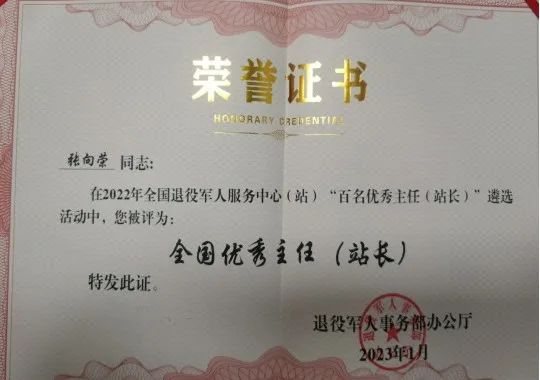 荣誉证书
HONORARY CREDENTIAL
张向荣 同志:
在2022年全国退役军人服务中心(站)“百名优秀主任(站长)”遴选
活动中,您被评为:
全国优秀主任(站长)
特发此证。
退役军人事务部办公厅
2023年1月